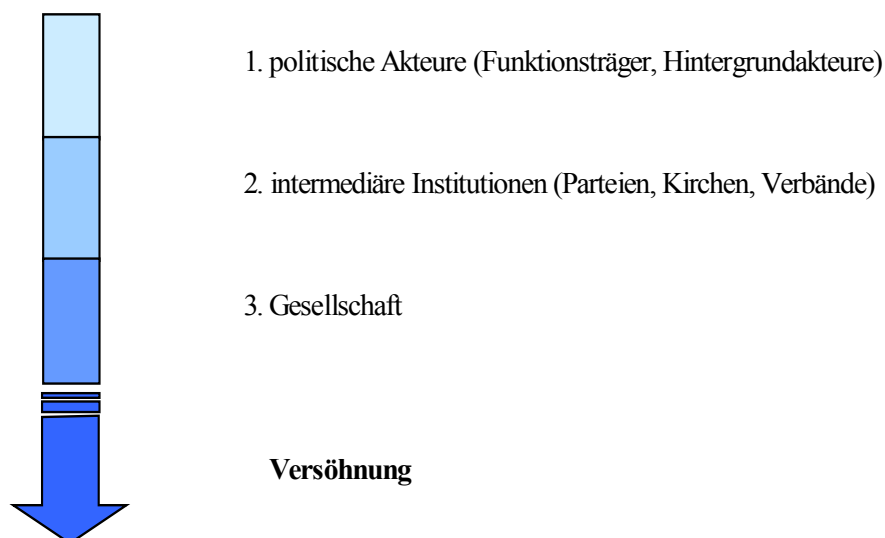 1. politische Akteure (Funktionsträger, Hintergrundakteure)
2. intermediäre Institutionen (Parteien, Kirchen, Verbände)
3. Gesellschaft
Versöhnung